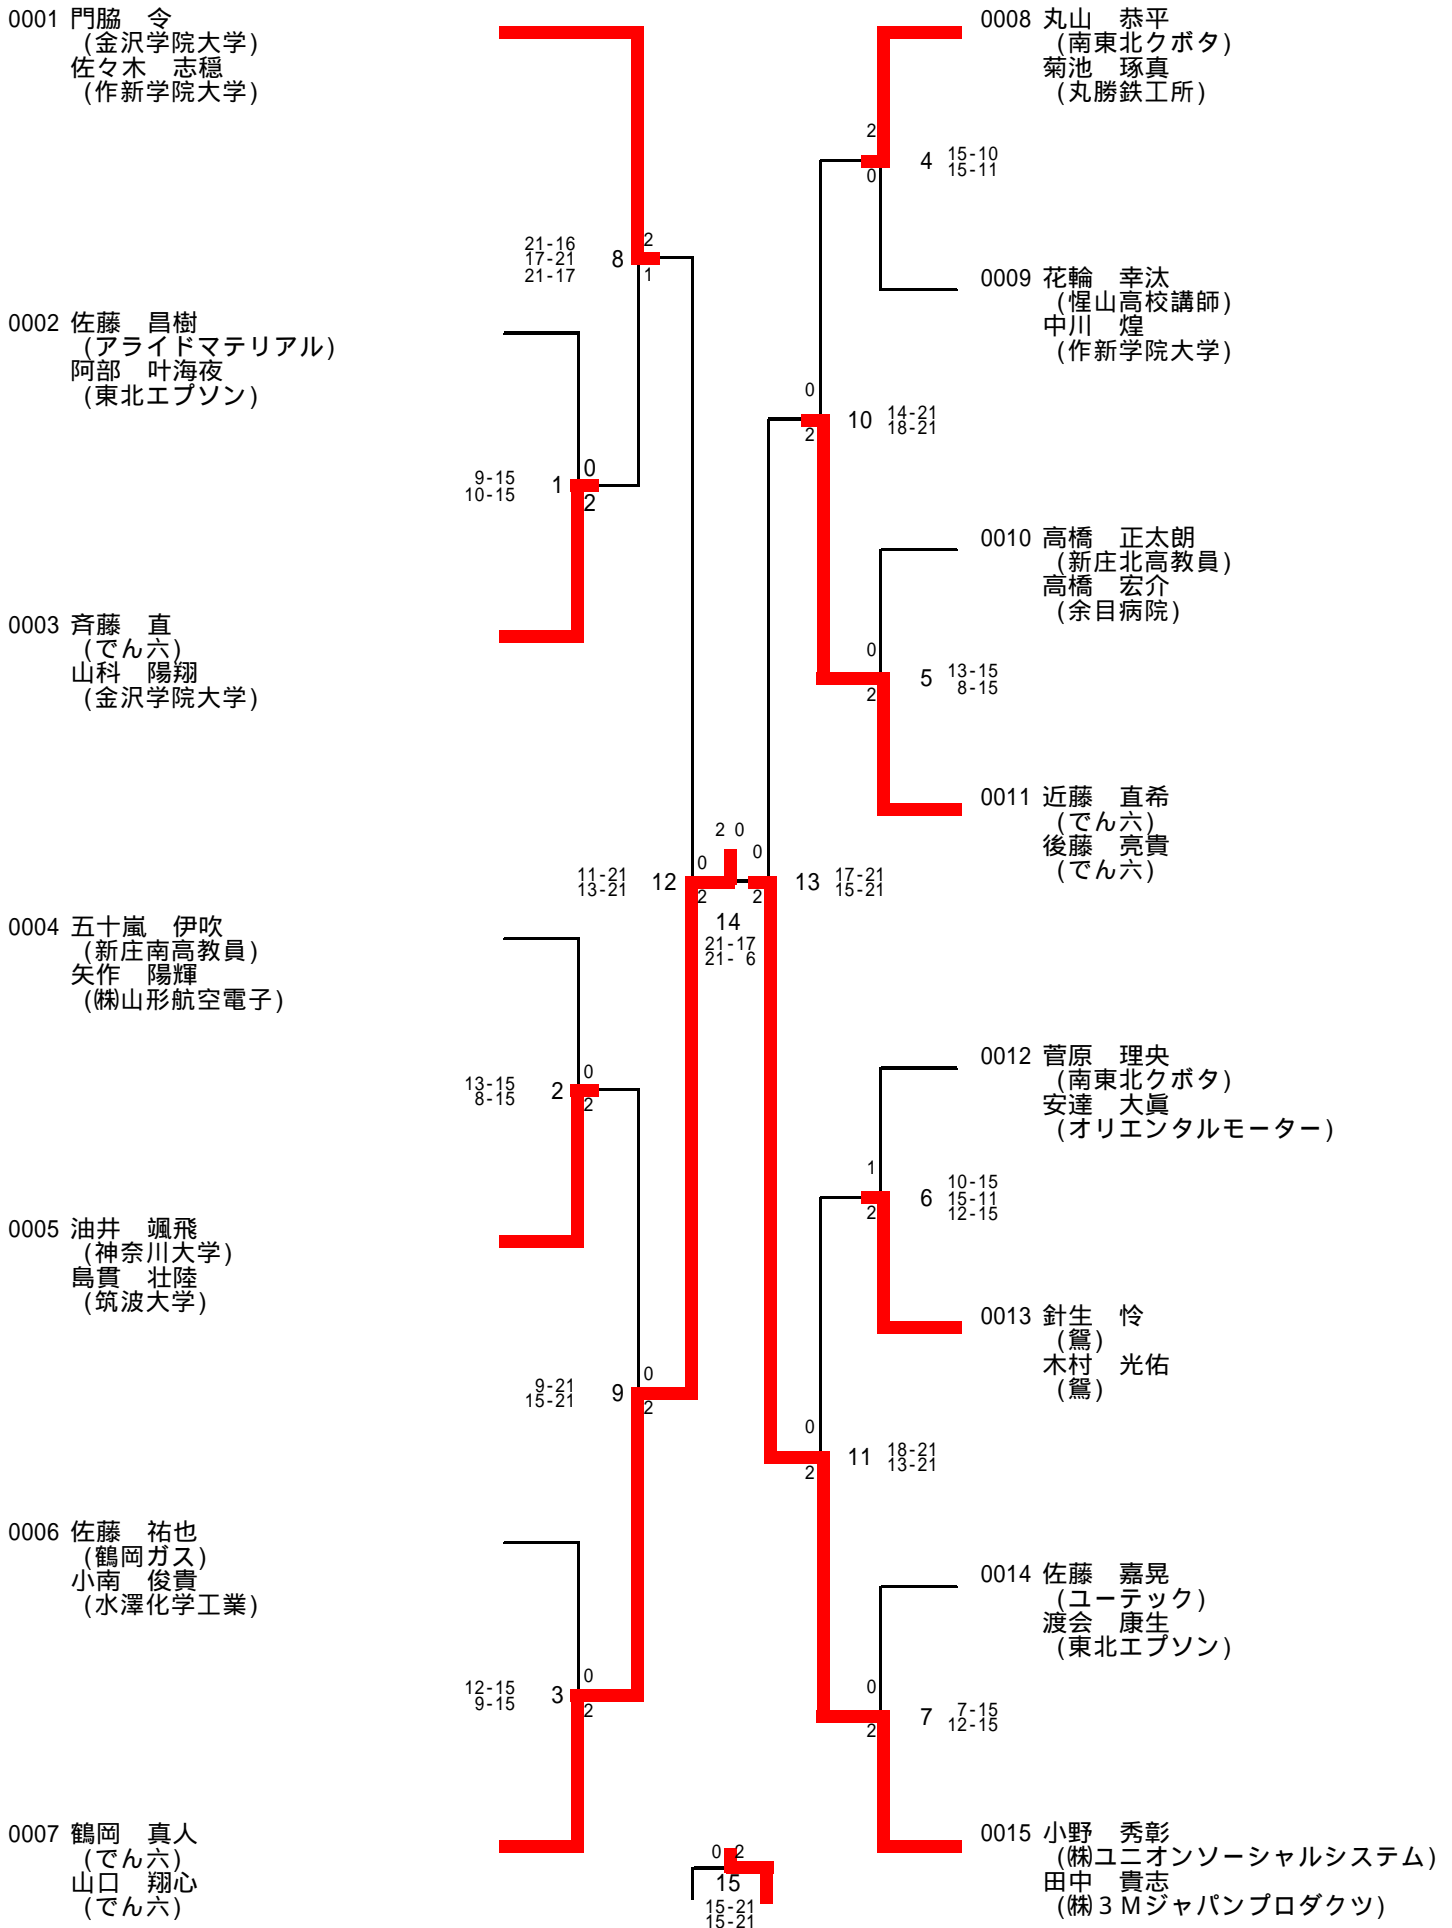 0001 門脇　令
(金沢学院大学)
佐々木　志穏
(作新学院大学)
21-16
17-21
21-17
8
2
1
0002 佐藤　昌樹
(アライドマテリアル)
阿部　叶海夜
(東北エプソン)
9-15
10-15
1
0
2
0003 斉藤　直
(でん六)
山科　陽翔
(金沢学院大学)
11-21
13-21
12
0
2
0004 五十嵐　伊吹
(新庄南高教員)
矢作　陽輝
(㈱山形航空電子)
13-15
8-15
2
0
2
0005 油井　颯飛
(神奈川大学)
島貫　壮陸
(筑波大学)
9-21
15-21
9
0
2
0006 佐藤　祐也
(鶴岡ガス)
小南　俊貴
(水澤化学工業)
12-15
9-15
3
0
2
0007 鶴岡　真人
(でん六)
山口　翔心
(でん六)
2 0
14
21-17
21- 6
0 2
15
15-21
15-21
0008 丸山　恭平
(南東北クボタ)
菊池　琢真
(丸勝鉄工所)
2
0
4
15-10
15-11
0009 花輪　幸汰
(惺山高校講師)
中川　煌
(作新学院大学)
0
2
10
14-21
18-21
0010 高橋　正太朗
(新庄北高教員)
高橋　宏介
(余目病院)
0
2
5
13-15
8-15
0011 近藤　直希
(でん六)
後藤　亮貴
(でん六)
0
2
13
17-21
15-21
0012 菅原　理央
(南東北クボタ)
安達　大眞
(オリエンタルモーター)
1
2
6
10-15
15-11
12-15
0013 針生　怜
(鴛)
木村　光佑
(鴛)
0
2
11
18-21
13-21
0014 佐藤　嘉晃
(ユーテック)
渡会　康生
(東北エプソン)
0
2
7
7-15
12-15
0015 小野　秀彰
(㈱ユニオンソーシャルシステム)
田中　貴志
(㈱３Ｍジャパンプロダクツ)